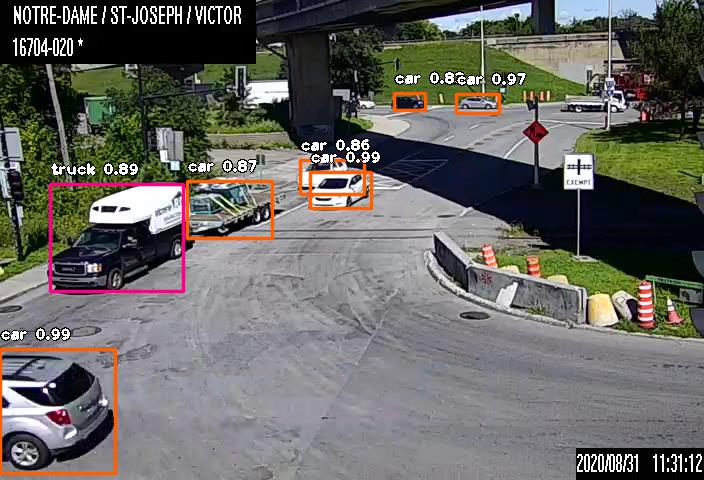 NOTRE-DAME / ST-JOSEPH / VICTOR
16704-020 *
car 0.97
car 0.86
car 0.99
truck 0.89
car 0.87
EXEMPT
car 0.99
2020/08/31 11:31:12